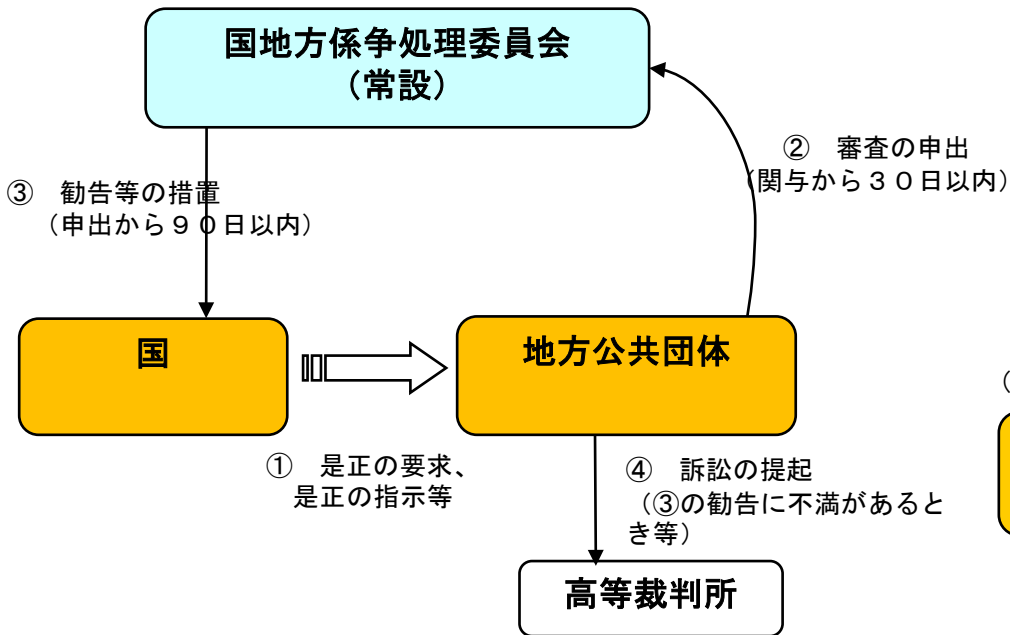 国地方係争処理委員会
（常設）
② 審査の申出
（関与から３０日以内）
③ 勧告等の措置
（申出から９０日以内）
国
地方公共団体
（
① 是正の要求、
是正の指示等
④ 訴訟の提起
（③の勧告に不満があると
き等）
高等裁判所